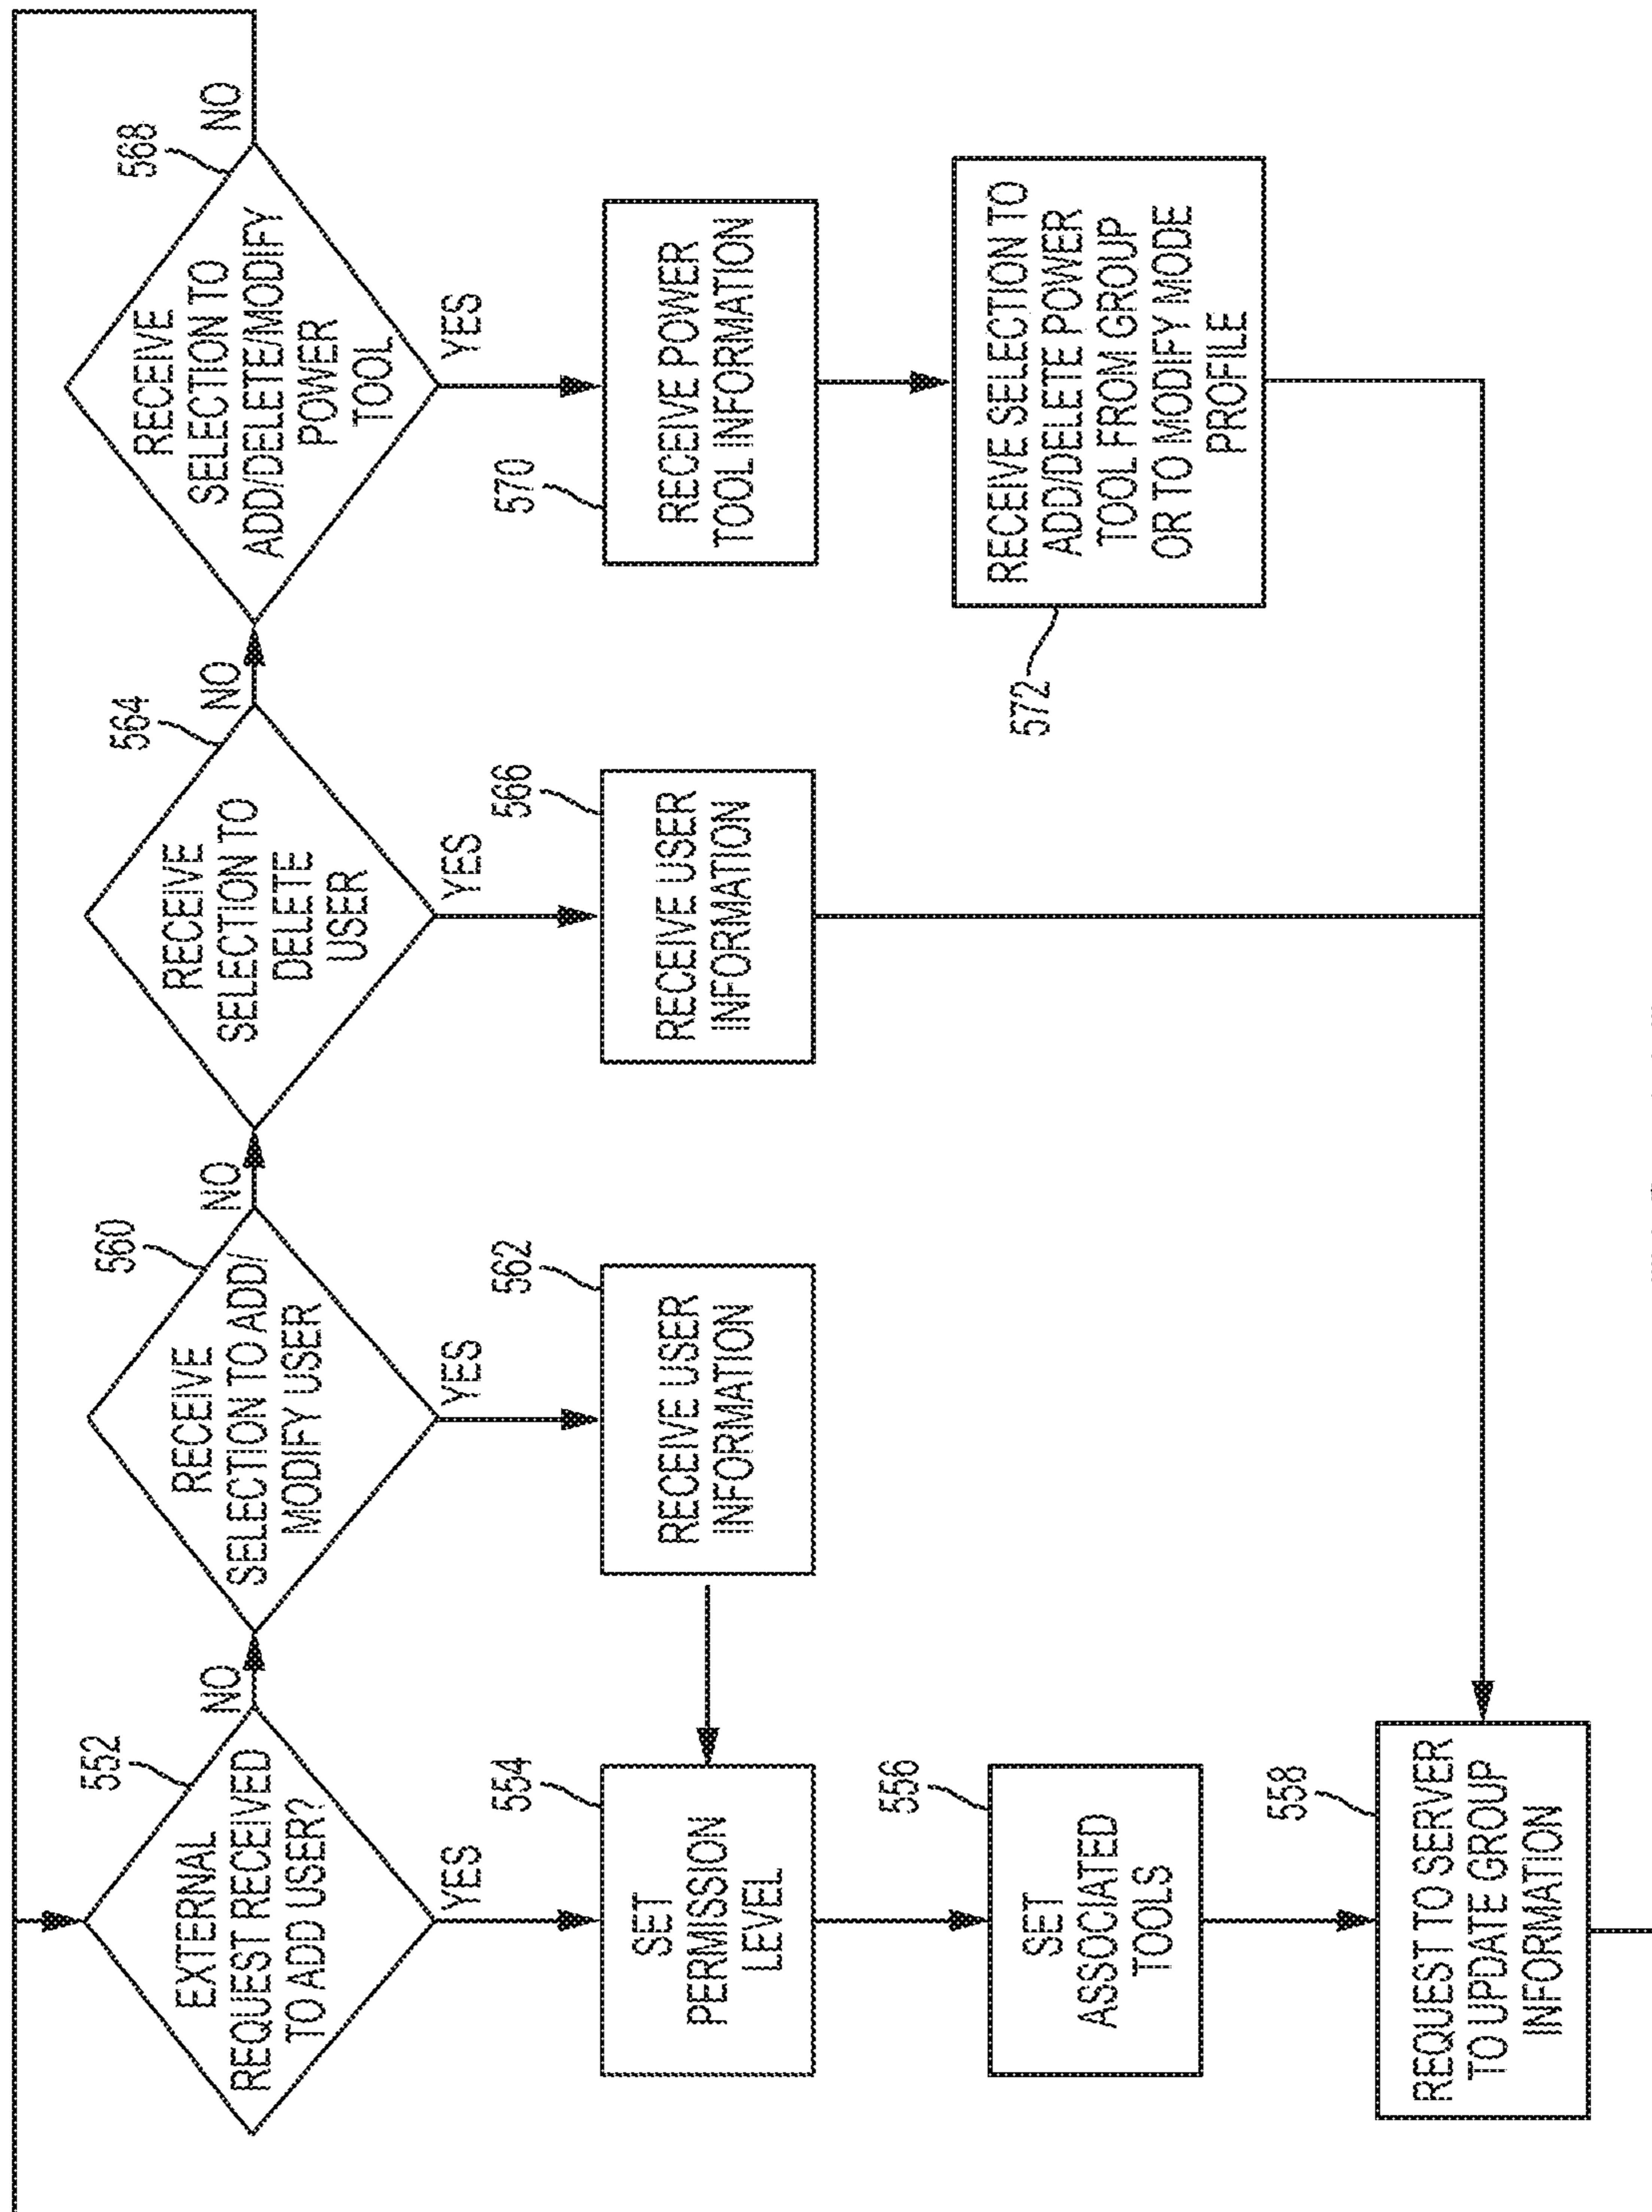 552
EXTERNAL
REQUEST RECEIVED
TO ADD USER?
NO
YES
560
RECEIVE
SELECTION TO ADD/
MODIFY USER
NO
YES
564
RECEIVE
SELECTION TO
DELETE
USER
NO
YES
568
RECEIVE
SELECTION TO
ADD/DELETE/MODIFY
POWER
TOOL
NO
YES
554
SET
PERMISSION
LEVEL
562
RECEIVE USER
INFORMATION
566
RECEIVE USER
INFORMATION
570
RECEIVE POWER
TOOL INFORMATION
556
SET
ASSOCIATED
TOOLS
572
RECEIVE SELECTION TO
ADD/DELETE POWER
TOOL FROM GROUP
OR TO MODIFY MODE
PROFILE
558
REQUEST TO SERVER
TO UPDATE GROUP
INFORMATION